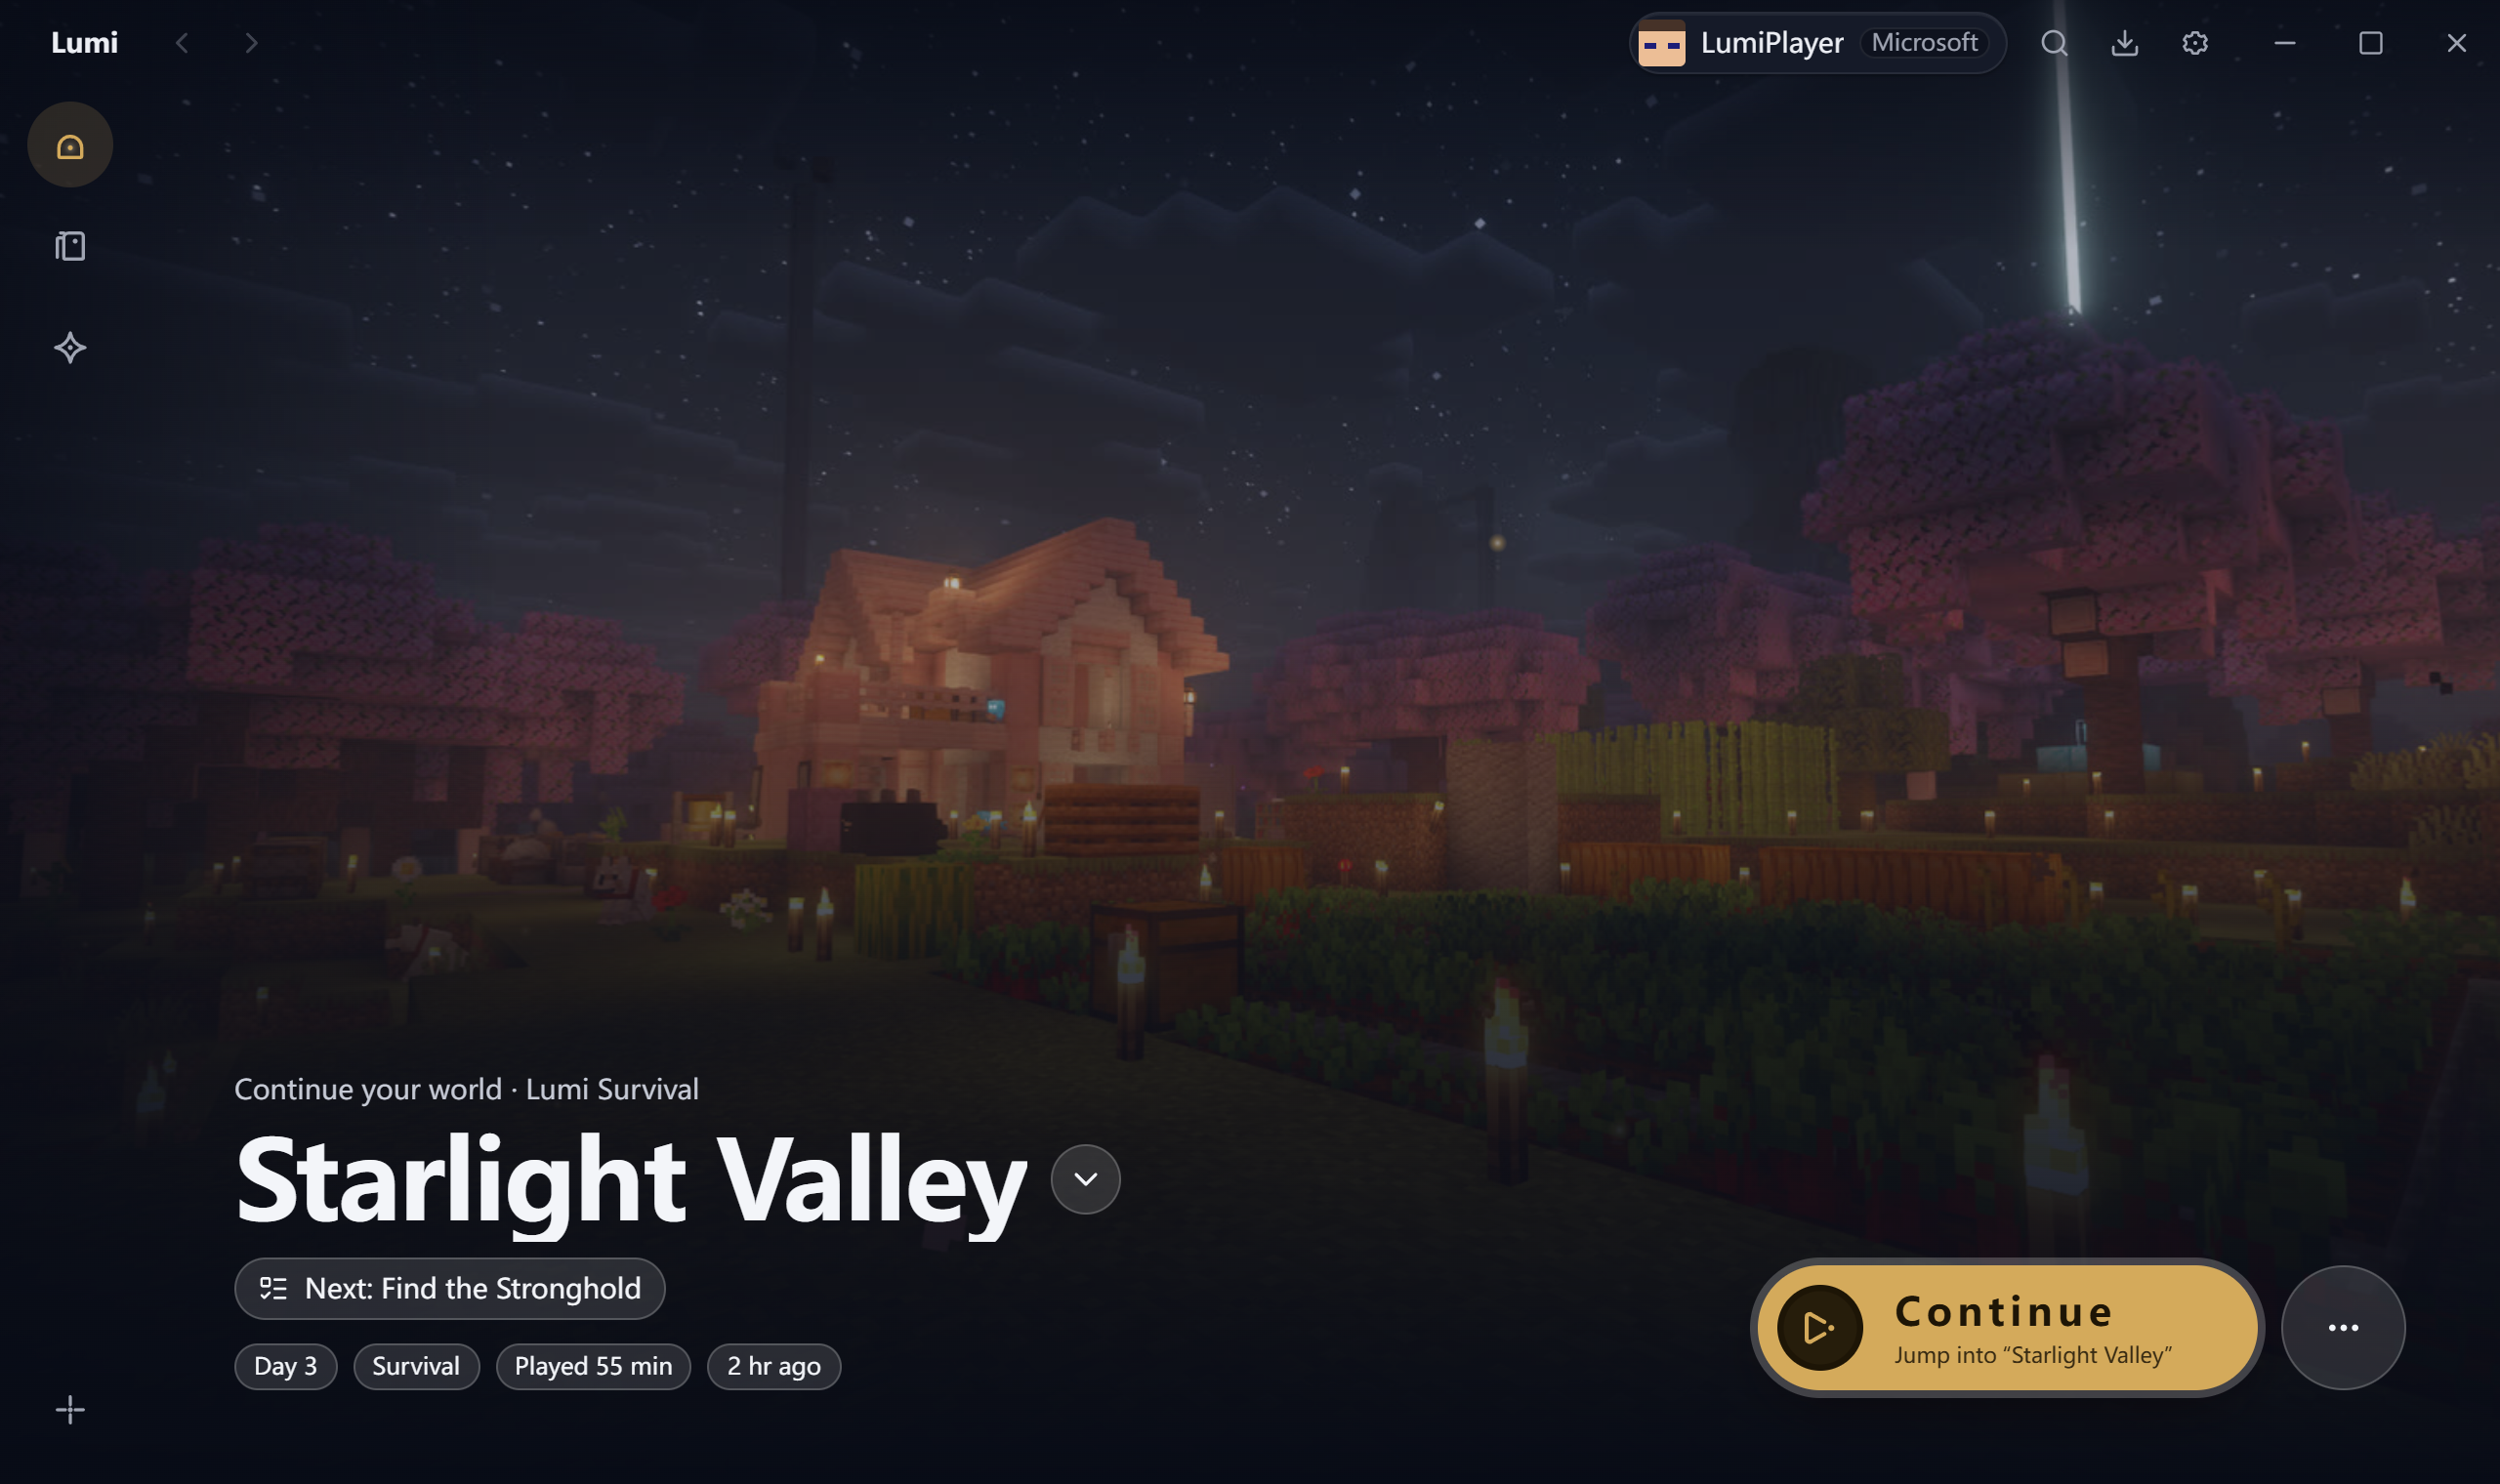 Lumi
LumiPlayer Microsoft
Continue your world · Lumi Survival
Starlight Valley
Next: Find the Stronghold
Day 3 Survival Played 55 min 2 hr ago
Continue
Jump into “Starlight Valley”